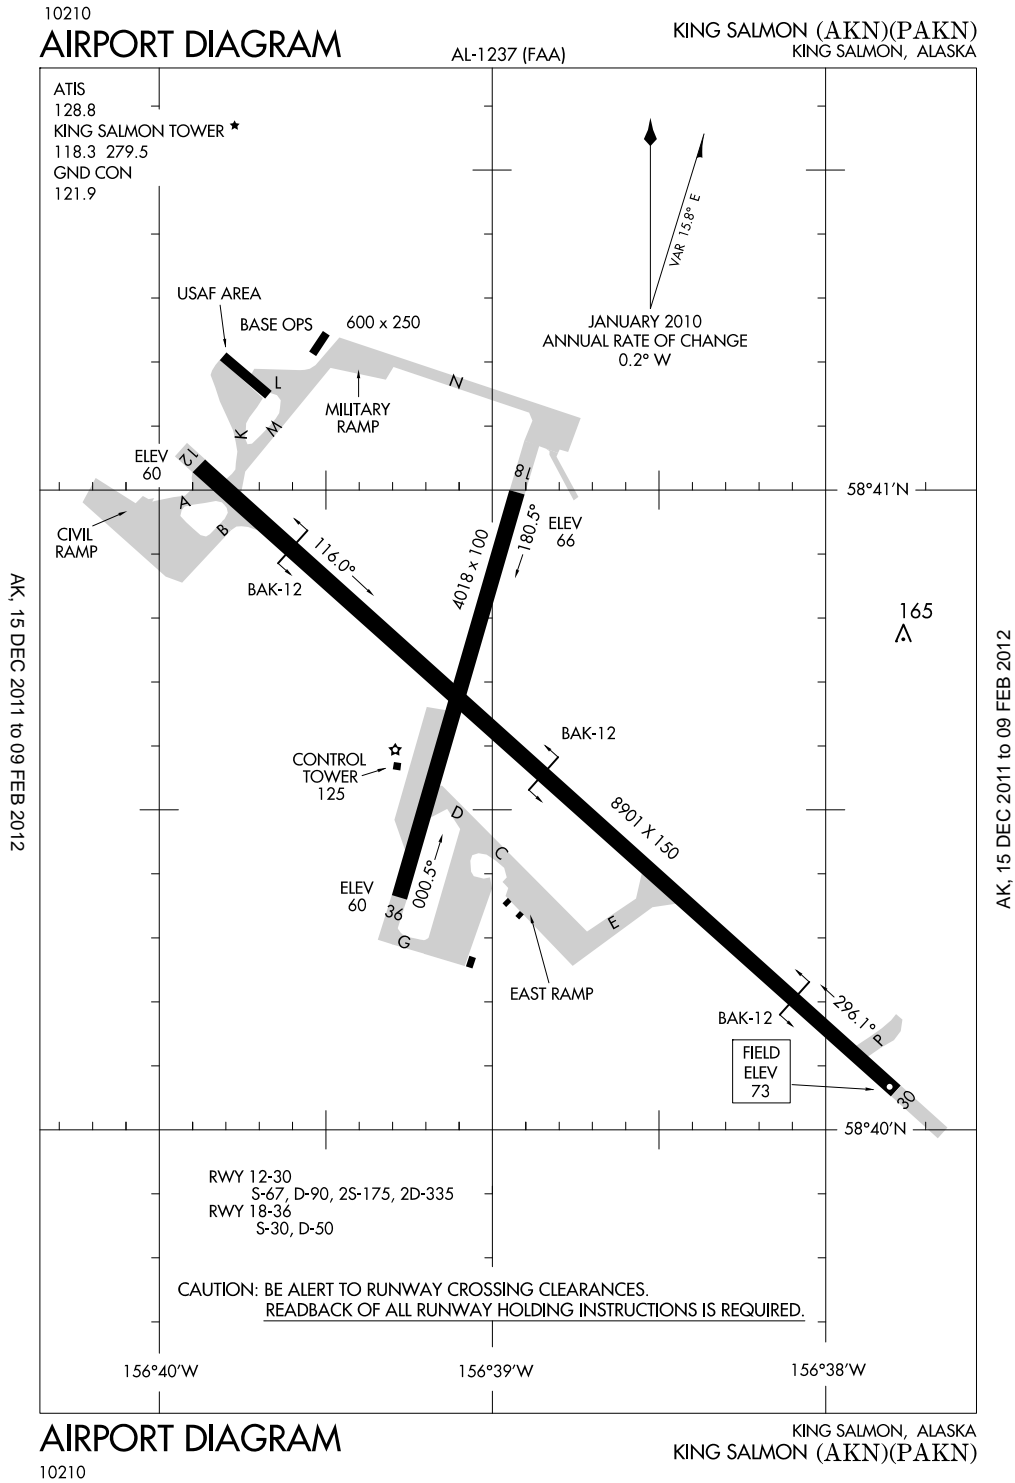 10210
AIRPORT DIAGRAM
AL-1237 (FAA)
KING SALMON (AKN)(PAKN)
KING SALMON, ALASKA
ATIS
128.8
KING SALMON TOWER ★
118.3 279.5
GND CON
121.9
VAR 15.8° E
JANUARY 2010
ANNUAL RATE OF CHANGE
0.2° W
USAF AREA
BASE OPS
600 x 250
L
N
MILITARY
RAMP
K
M
ELEV
60
12
18
58°41'N
A
B
CIVIL
RAMP
ELEV
66
180.5°
4018 x 100
116.0°
BAK-12
165
AK, 15 DEC 2011 to 09 FEB 2012
AK, 15 DEC 2011 to 09 FEB 2012
BAK-12
CONTROL
TOWER
125
8901 X 150
D
C
ELEV
60
000.5°
36
G
E
EAST RAMP
BAK-12
296.1°
P
FIELD
ELEV
73
30
58°40'N
RWY 12-30
S-67, D-90, 2S-175, 2D-335
RWY 18-36
S-30, D-50
CAUTION: BE ALERT TO RUNWAY CROSSING CLEARANCES.
READBACK OF ALL RUNWAY HOLDING INSTRUCTIONS IS REQUIRED.
156°40'W
156°39'W
156°38'W
AIRPORT DIAGRAM
10210
KING SALMON, ALASKA
KING SALMON (AKN)(PAKN)